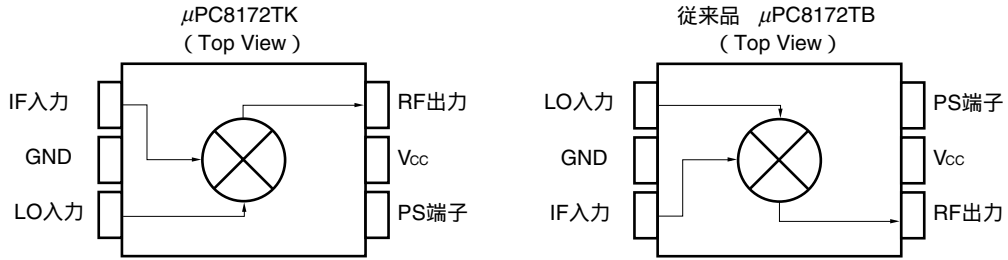 μPC8172TK
（Top View）
IF入力
GND
LO入力
RF出力
VCC
PS端子
従来品 μPC8172TB
（Top View）
LO入力
GND
IF入力
PS端子
VCC
RF出力